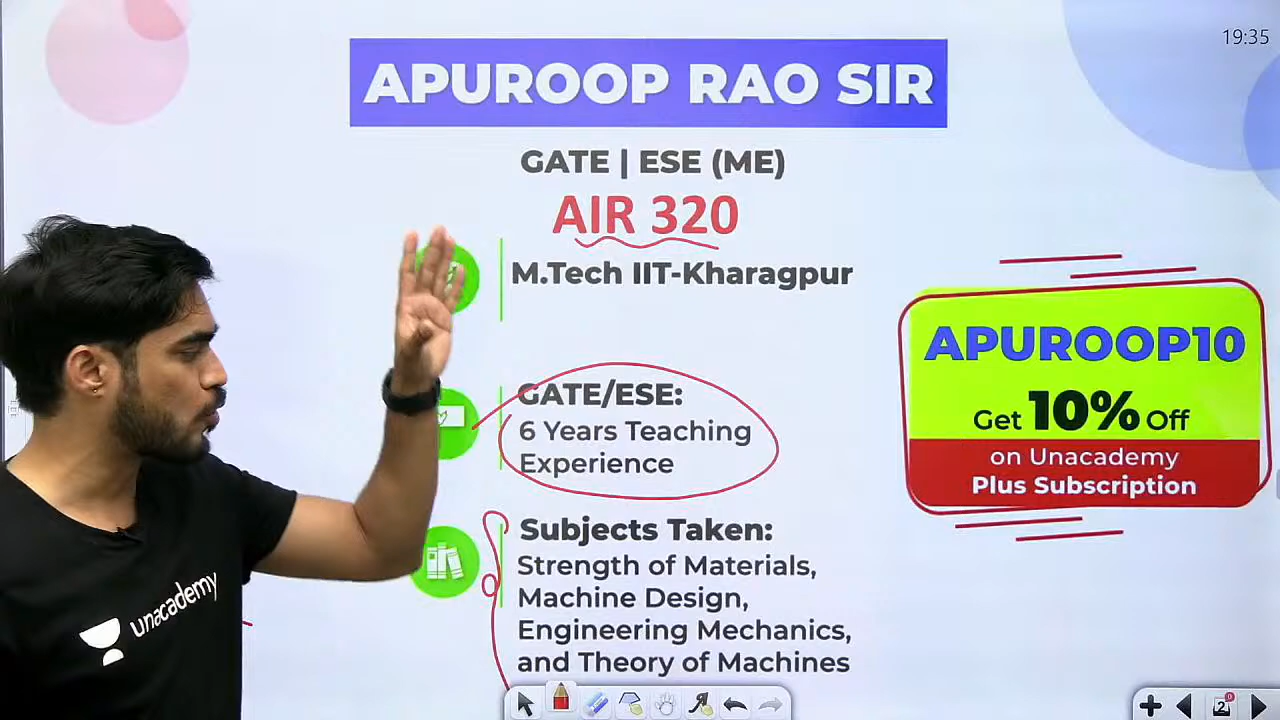 19:35
APUROOP RAO SIR
GATE | ESE (ME)
AIR 320
M.Tech IIT-Kharagpur
GATE/ESE:
6 Years Teaching
Experience
Subjects Taken:
Strength of Materials,
Machine Design,
Engineering Mechanics,
and Theory of Machines
APUROOP10
Get 10% Off
on Unacademy
Plus Subscription
unacademy
2
0